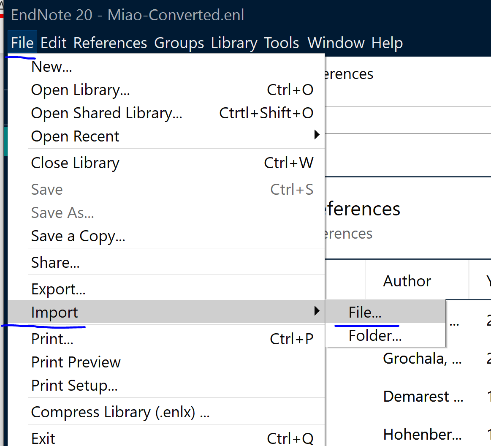 EndNote 20 - Miao-Converted.enl
File Edit References Groups Library Tools Window Help
New...
Open Library... Ctrl+O
Open Shared Library... Ctrtl+Shift+O
Open Recent
Close Library Ctrl+W
Save Ctrl+S
Save As...
Save a Copy...
Share...
Export...
Import
Print... Ctrl+P
Print Preview
Print Setup...
Compress Library (.enlx) ...
Exit Ctrl+Q
File...
Folder...
ferences
eferences
erences
Author Y
...
Grochala, ... 2
Demarest ... 1
Hohenber... 1